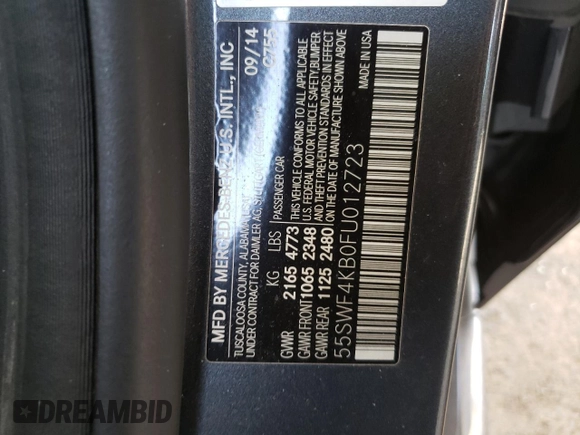 MFD BY MERCEDES-BENZ U.S. INTL., INC
09/14
TUSCALOOSA COUNTY, ALABAMA
UNDER CONTRACT FOR DAIMLER AG,
KG LBS
PASSENGER CAR
GVWR 2165 4773
GAWR FRONT 1065 2348
GAWR REAR 1125 2480
THIS VEHICLE CONFORMS TO ALL APPLICABLE
U.S. FEDERAL MOTOR VEHICLE SAFETY, BUMPER
AND THEFT PREVENTION STANDARDS IN EFFECT
ON THE DATE OF MANUFACTURE SHOWN ABOVE
55SWF4KB0FU012723
MADE IN USA
DREAMBID